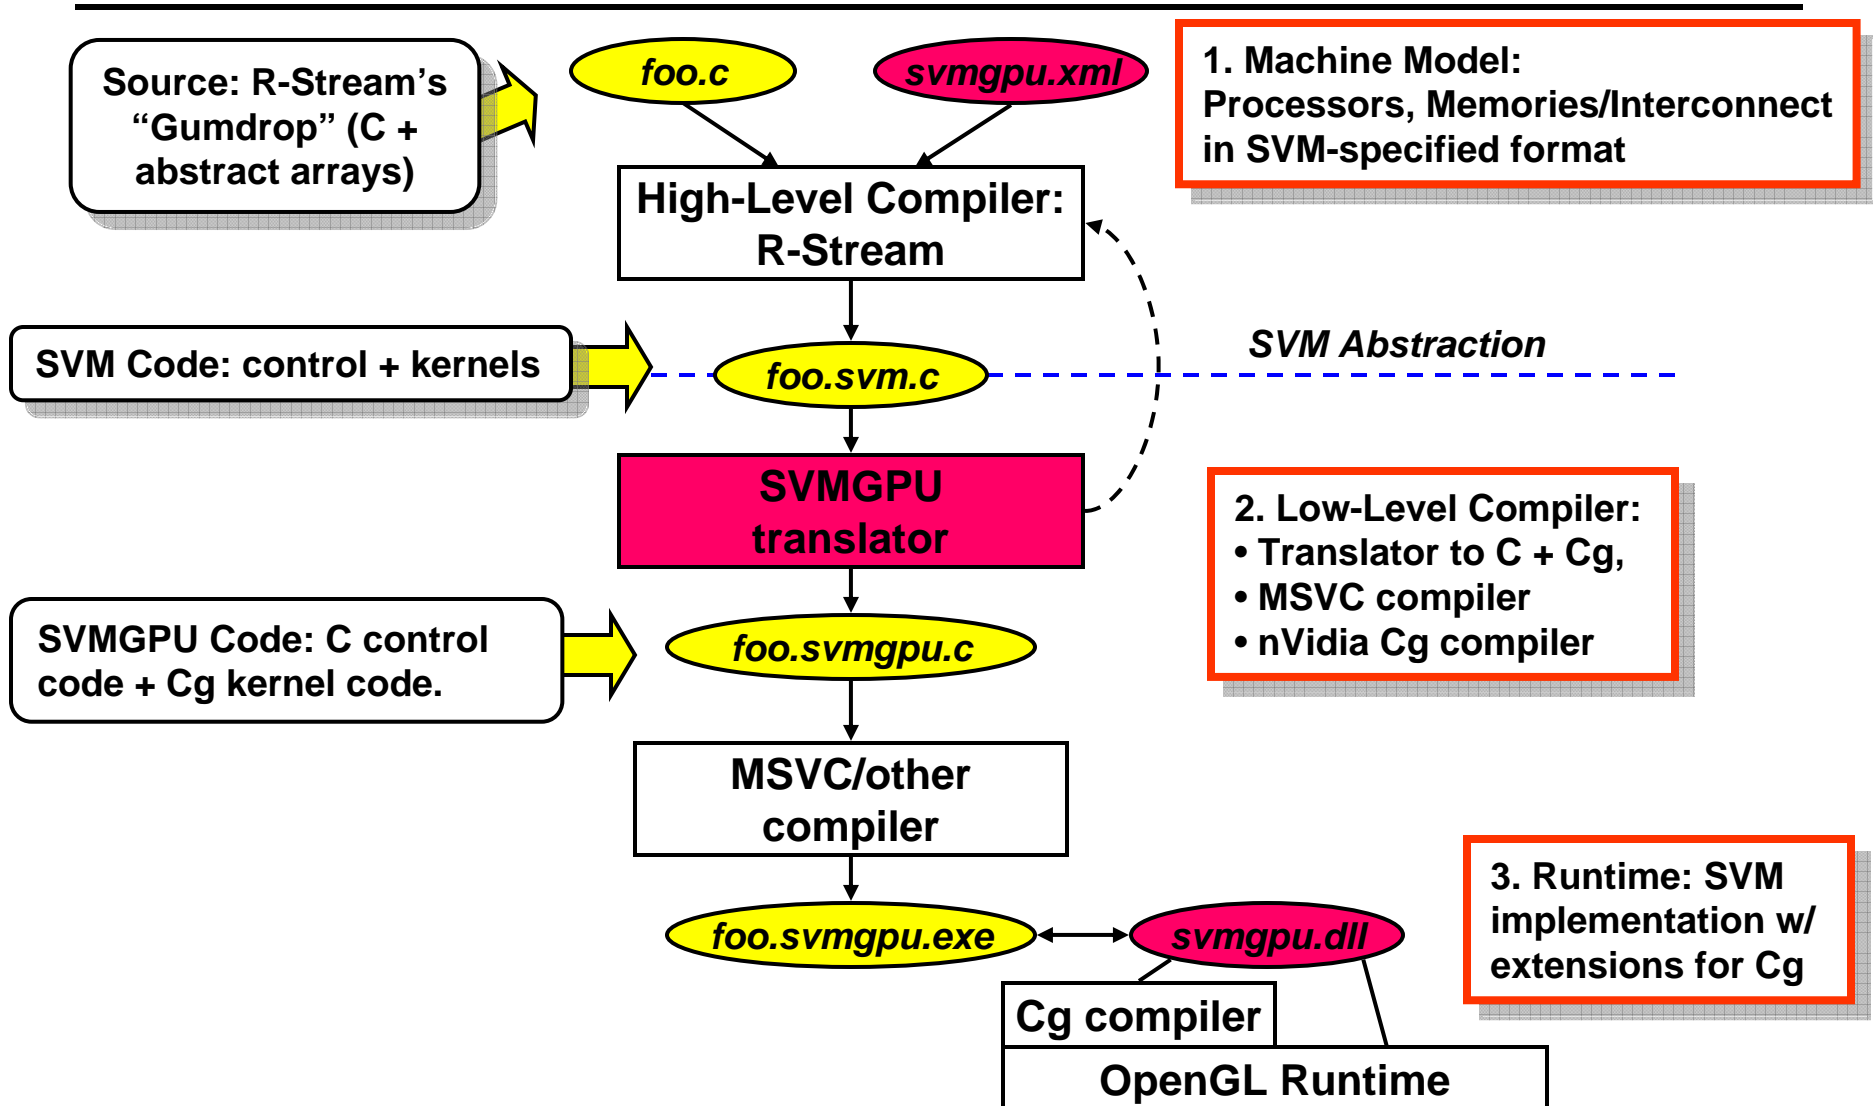 Source: R-Stream's
“Gumdrop” (C +
abstract arrays)
foo.c
svmgpu.xml
1. Machine Model:
Processors, Memories/Interconnect
in SVM-specified format
High-Level Compiler:
R-Stream
SVM Code: control + kernels
foo.svm.c
SVM Abstraction
SVMGPU
translator
2. Low-Level Compiler:
• Translator to C + Cg,
• MSVC compiler
• nVidia Cg compiler
SVMGPU Code: C control
code + Cg kernel code.
foo.svmgpu.c
MSVC/other
compiler
foo.svmgpu.exe
svmgpu.dll
3. Runtime: SVM
implementation w/
extensions for Cg
Cg compiler
OpenGL Runtime